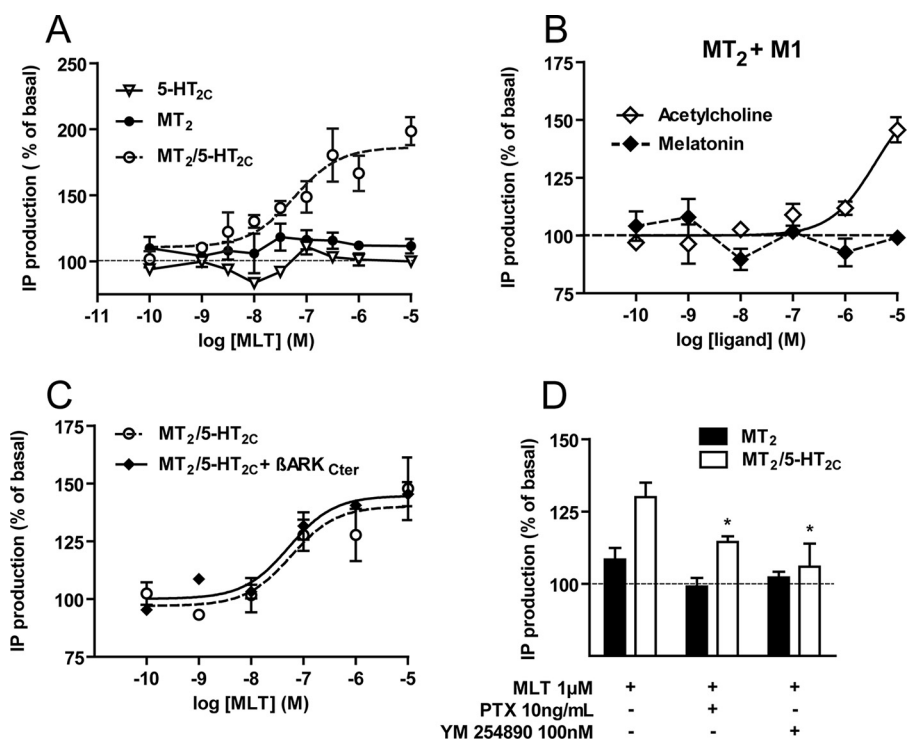 A
IP production ( % of basal)
250
200
150
100
5-HT2C
MT2
MT2/5-HT2C
-11 -10 -9 -8 -7 -6 -5
log [MLT] (M)
B
MT2 + M1
IP production (% of basal)
175
150
125
100
75
Acetylcholine
Melatonin
-10 -9 -8 -7 -6 -5
log [ligand] (M)
C
IP production (% of basal)
175
150
125
100
75
MT2/5-HT2C
MT2/5-HT2C + ßARK Cter
-10 -9 -8 -7 -6 -5
log [MLT] (M)
D
IP production (% of basal)
150
125
100
MT2
MT2/5-HT2C
* *
MLT 1µM + + +
PTX 10ng/mL - + -
YM 254890 100nM - - +